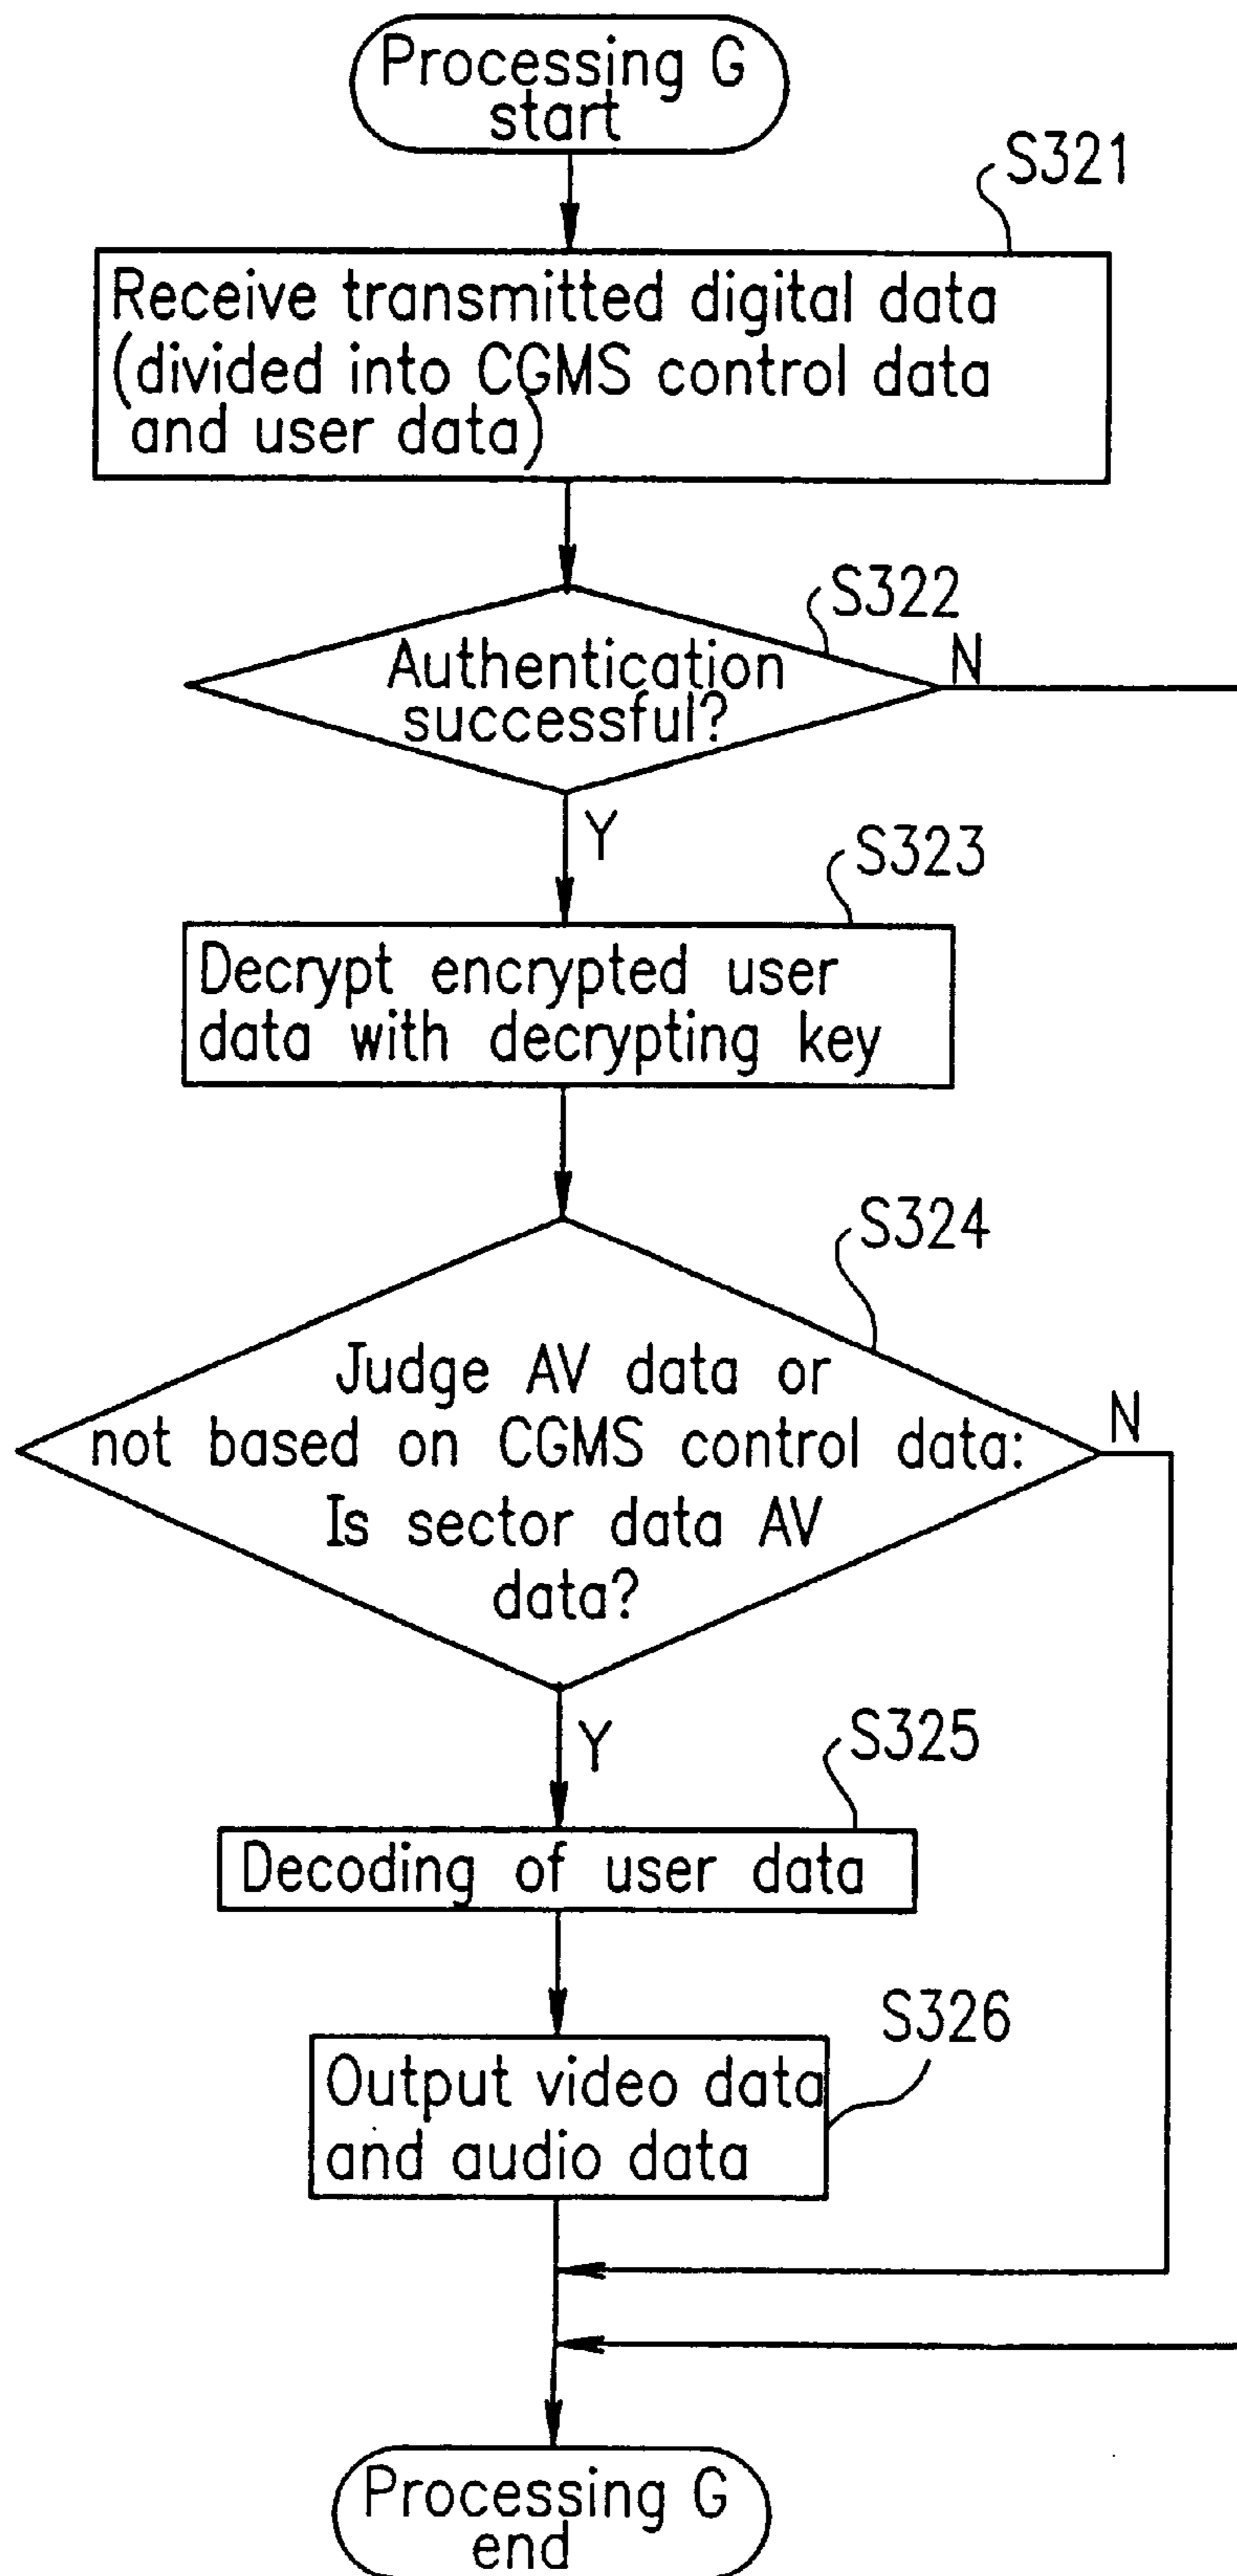 Processing G
start
S321
Receive transmitted digital data
(divided into CGMS control data
and user data)
S322
Authentication
successful?
N
Y
S323
Decrypt encrypted user
data with decrypting key
S324
Judge AV data or
not based on CGMS control data:
Is sector data AV
data?
N
Y
S325
Decoding of user data
S326
Output video data
and audio data
Processing G
end